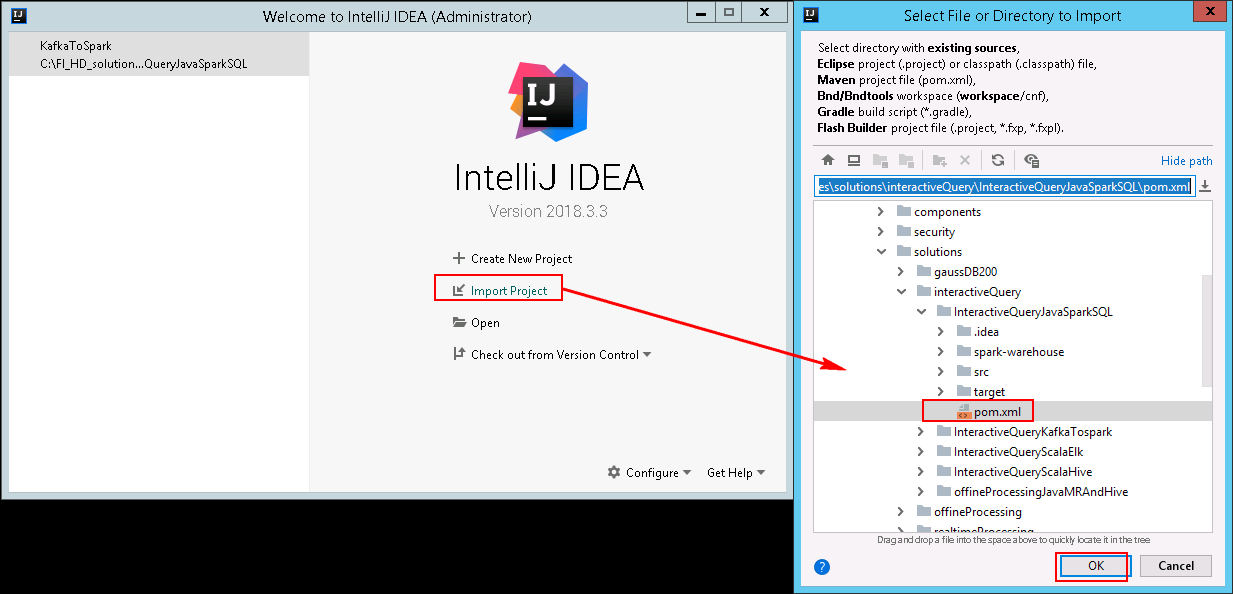 Welcome to IntelliJ IDEA (Administrator)
KafkaToSpark
C:\FI_HD_solution...QueryJavaSparkSQL
IJ
IntelliJ IDEA
Version 2018.3.3
Create New Project
Import Project
Open
Check out from Version Control
Configure
Get Help
Select File or Directory to Import
Select directory with existing sources,
Eclipse project (.project) or classpath (.classpath) file,
Maven project file (pom.xml),
Bnd/Bndtools workspace (workspace/cnf),
Gradle build script (*.gradle),
Flash Builder project file (.project, *.fxp, *.fxpl).
Hide path
es\solutions\interactiveQuery\InteractiveQueryJavaSparkSQL\pom.xml
components
security
solutions
gaussDB200
interactiveQuery
InteractiveQueryJavaSparkSQL
.idea
spark-warehouse
src
target
pom.xml
InteractiveQueryKafkaTospark
InteractiveQueryScalaElk
InteractiveQueryScalaHive
offineProcessingJavaMRAndHive
offineProcessing
realtimeProcessing
Drag and drop a file into the space above to quickly locate it in the tree
?
OK
Cancel